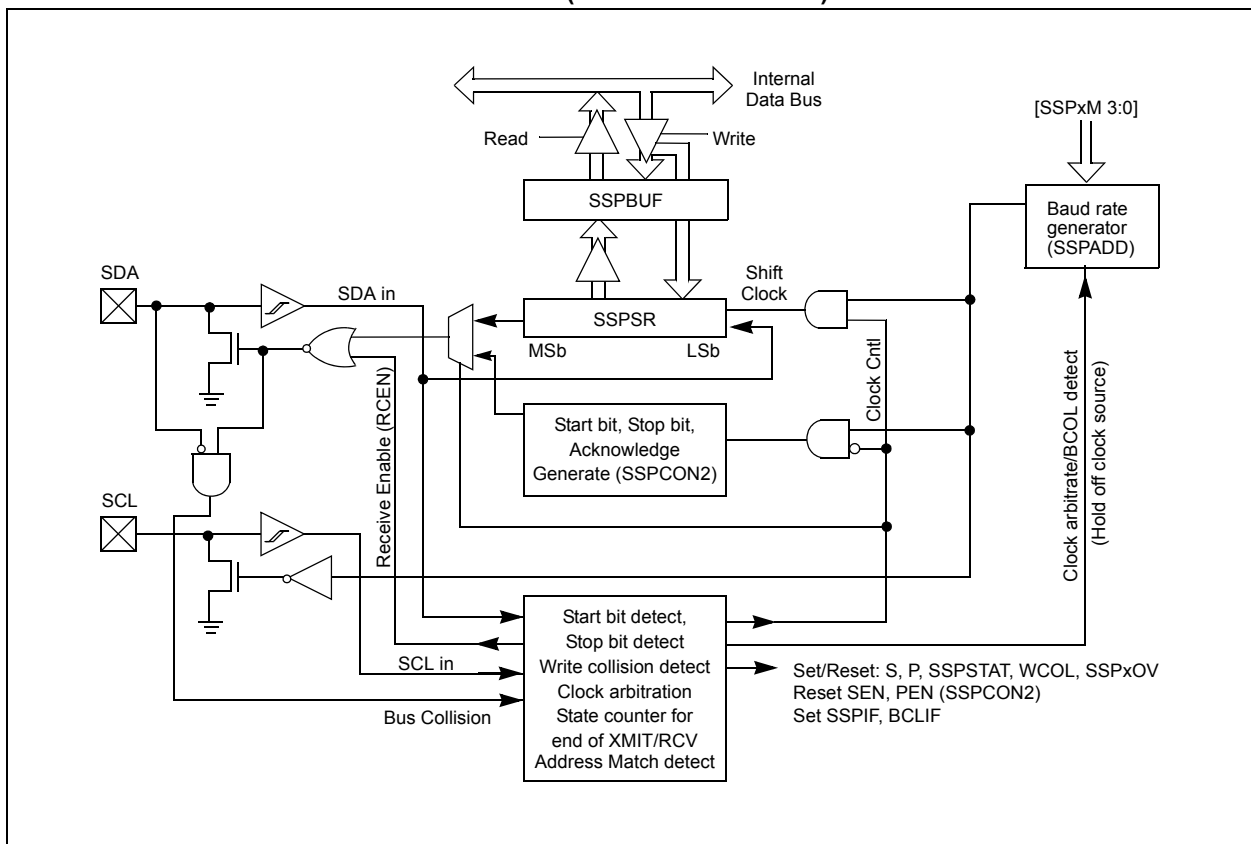 Internal
Data Bus
[SSPxM 3:0]
Read
Write
SSPBUF
Baud rate
generator
(SSPADD)
SDA
SDA in
Shift
Clock
SSPSR
MSb
LSb
Clock Cntl
Receive Enable (RCEN)
Start bit, Stop bit,
Acknowledge
Generate (SSPCON2)
Clock arbitrate/BCOL detect
(Hold off clock source)
SCL
SCL in
Bus Collision
Start bit detect,
Stop bit detect
Write collision detect
Clock arbitration
State counter for
end of XMIT/RCV
Address Match detect
Set/Reset: S, P, SSPSTAT, WCOL, SSPxOV
Reset SEN, PEN (SSPCON2)
Set SSPIF, BCLIF